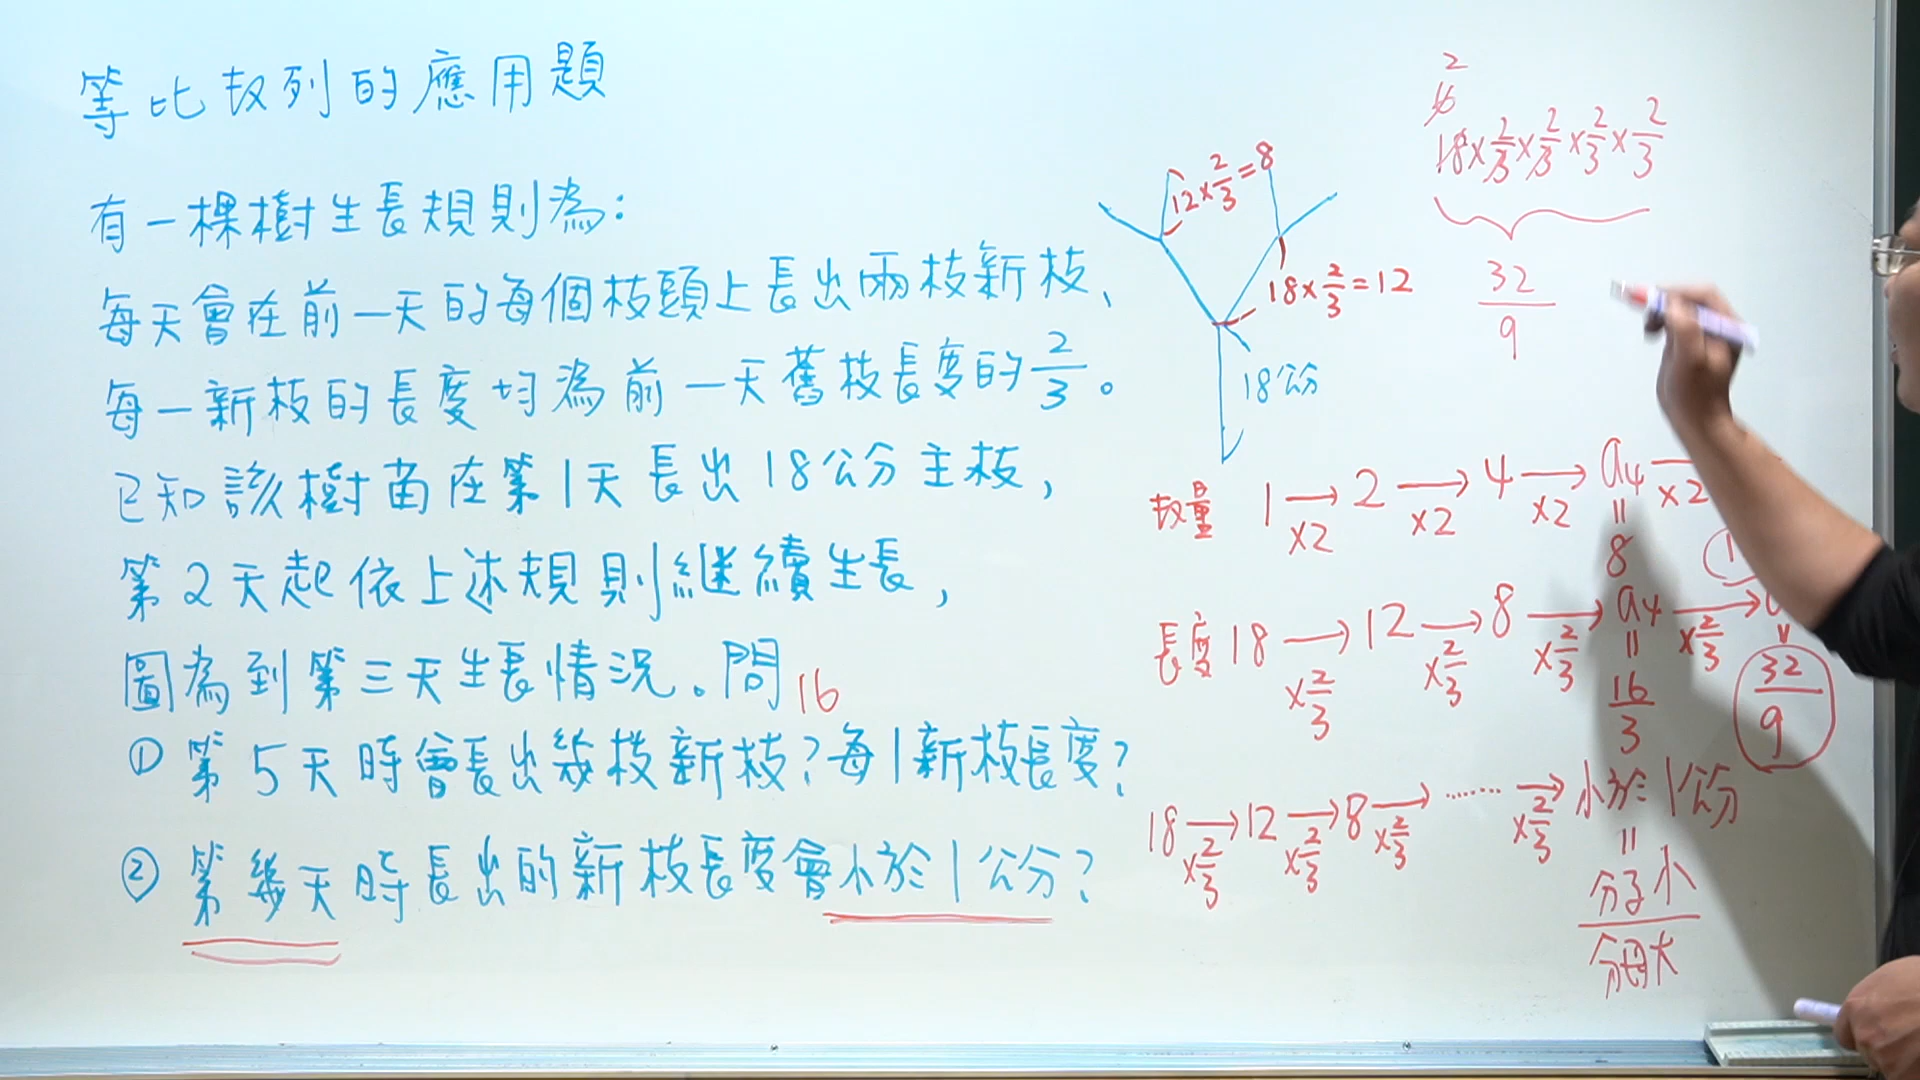 等比数列的應用題
有一棵樹生長規則為:
每天會在前一天的每個枝頭上長出兩枝新枝、
每一新枝的長度均為前一天舊枝長度的 2/3。
已知該樹苗在第1天長出18公分主枝,
第2天起依上述規則繼續生長,
圖為到第三天生長情況。問
16
① 第5天時會長出幾枝新枝?每1新枝長度?
② 第幾天時長出的新枝長度會小於1公分?
12×2/3=8
18×2/3=12
18公分
2
6
18×2/3×2/3×2/3×2/3
32/9
数量 1 → 2 → 4 → a4 →
×2 ×2 ×2 ×2
=
8
長度 18 → 12 → 8 → a4 →
×2/3 ×2/3 ×2/3 ×2/3
=
16/3
32/9
18 → 12 → 8 → ...... → 小於1公分
×2/3 ×2/3 ×2/3 ×2/3
=
分子小
分母大